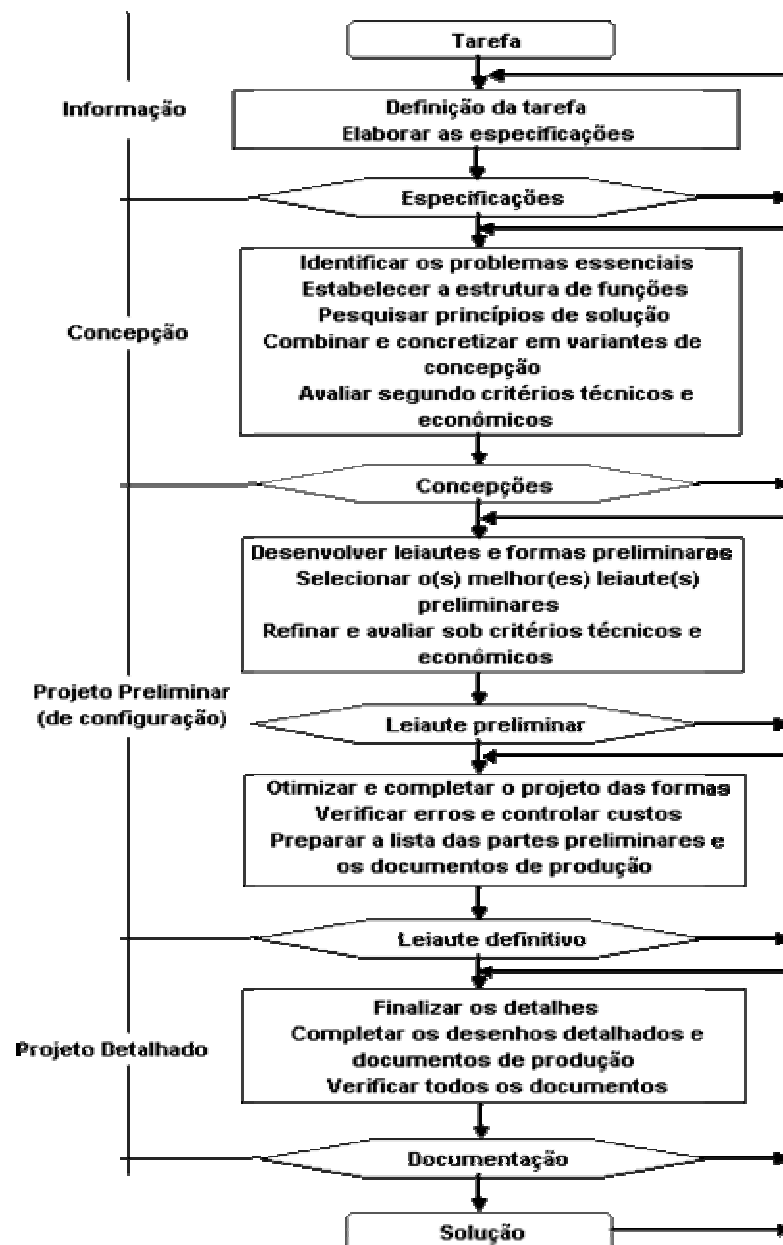 Tarefa
Informação
Definição da tarefa
Elaborar as especificações
Especificações
Identificar os problemas essenciais
Estabelecer a estrutura de funções
Pesquisar princípios de solução
Combinar e concretizar em variantes de
concepção
Avaliar segundo critérios técnicos e
econômicos
Concepção
Concepções
Desenvolver leiautes e formas preliminares
Selecionar o(s) melhor(es) leiaute(s)
preliminares
Refinar e avaliar sob critérios técnicos e
econômicos
Projeto Preliminar
(de configuração)
Leiaute preliminar
Otimizar e completar o projeto das formas
Verificar erros e controlar custos
Preparar a lista das partes preliminares e
os documentos de produção
Leiaute definitivo
Finalizar os detalhes
Completar os desenhos detalhados e
documentos de produção
Verificar todos os documentos
Projeto Detalhado
Documentação
Solução